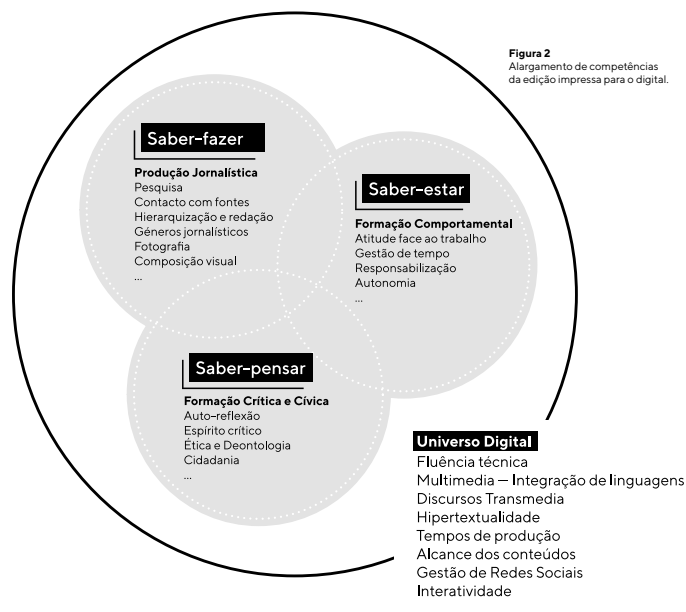 Figura 2
Alargamento de competências
da edição impressa para o digital.
Saber-fazer
Produção Jornalística
Pesquisa
Contacto com fontes
Hierarquização e redação
Géneros jornalísticos
Fotografia
Composição visual
...
Saber-estar
Formação Comportamental
Atitude face ao trabalho
Gestão de tempo
Responsabilização
Autonomia
...
Saber-pensar
Formação Crítica e Cívica
Auto-reflexão
Espírito crítico
Ética e Deontologia
Cidadania
...
Universo Digital
Fluência técnica
Multimedia — Integração de linguagens
Discursos Transmedia
Hipertextualidade
Tempos de produção
Alcance dos conteúdos
Gestão de Redes Sociais
Interatividade